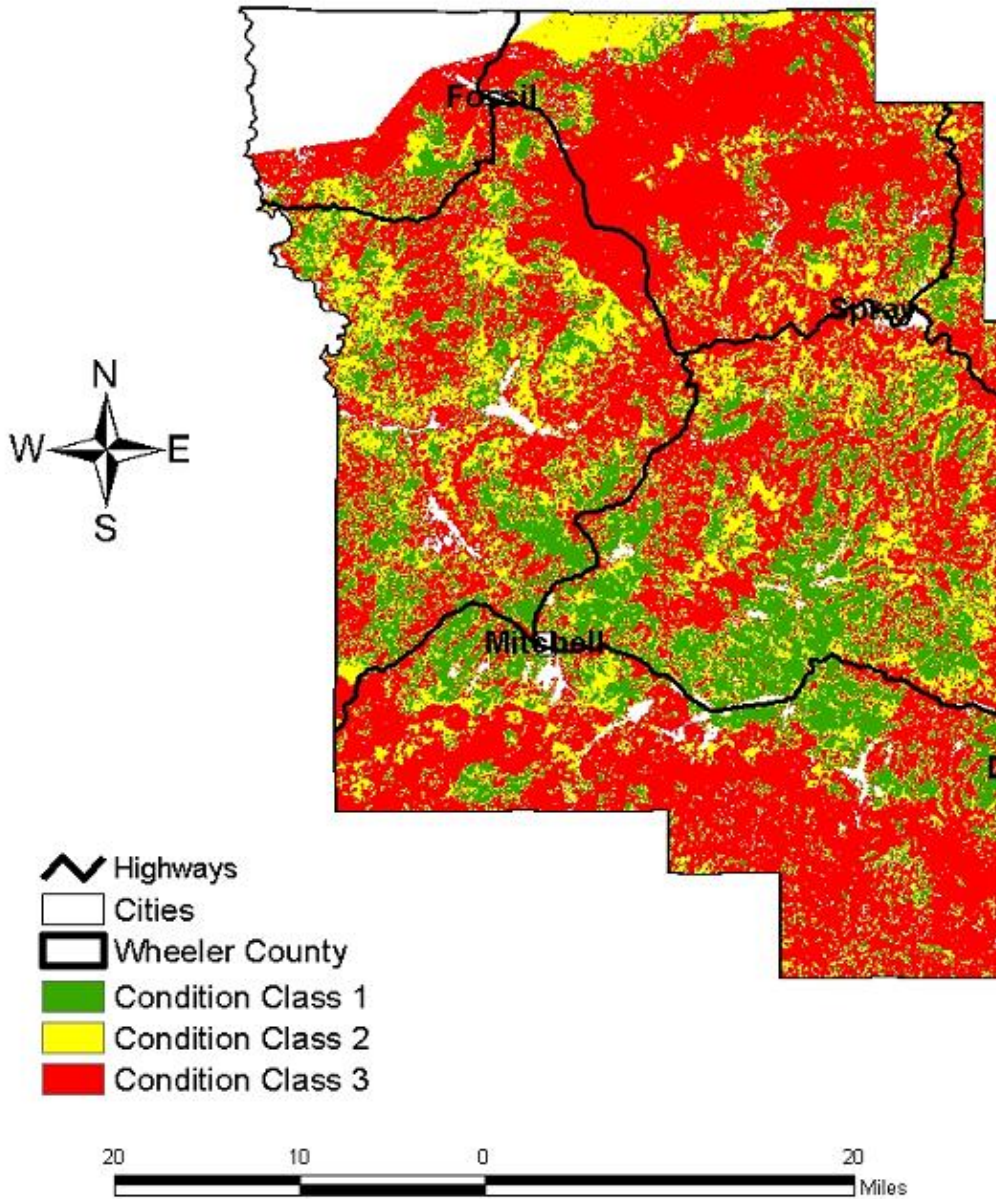 Fossil
Spray
N
W E
S
Mitchell
D
Highways
Cities
Wheeler County
Condition Class 1
Condition Class 2
Condition Class 3
20 10 0 20
Miles